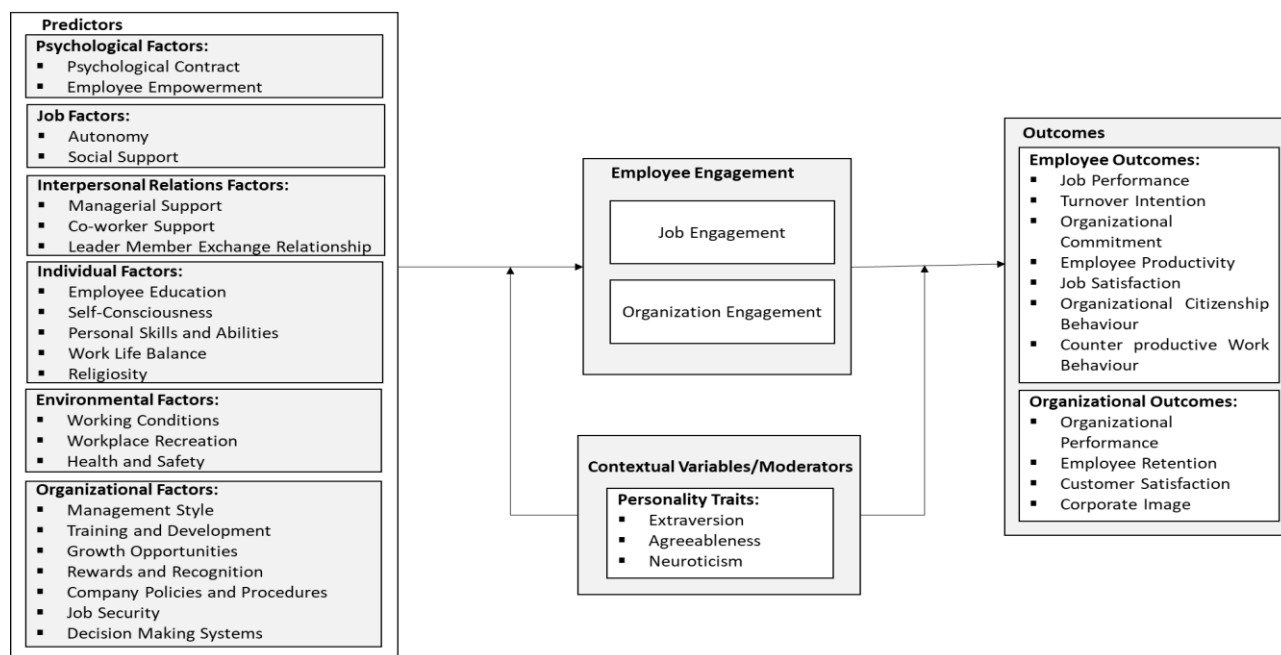 Predictors
Psychological Factors:
▪ Psychological Contract
▪ Employee Empowerment
Job Factors:
▪ Autonomy
▪ Social Support
Interpersonal Relations Factors:
▪ Managerial Support
▪ Co-worker Support
▪ Leader Member Exchange Relationship
Individual Factors:
▪ Employee Education
▪ Self-Consciousness
▪ Personal Skills and Abilities
▪ Work Life Balance
▪ Religiosity
Environmental Factors:
▪ Working Conditions
▪ Workplace Recreation
▪ Health and Safety
Organizational Factors:
▪ Management Style
▪ Training and Development
▪ Growth Opportunities
▪ Rewards and Recognition
▪ Company Policies and Procedures
▪ Job Security
▪ Decision Making Systems
Employee Engagement
Job Engagement
Organization Engagement
Contextual Variables/Moderators
Personality Traits:
▪ Extraversion
▪ Agreeableness
▪ Neuroticism
Outcomes
Employee Outcomes:
▪ Job Performance
▪ Turnover Intention
▪ Organizational
Commitment
▪ Employee Productivity
▪ Job Satisfaction
▪ Organizational Citizenship
Behaviour
▪ Counter productive Work
Behaviour
Organizational Outcomes:
▪ Organizational
Performance
▪ Employee Retention
▪ Customer Satisfaction
▪ Corporate Image